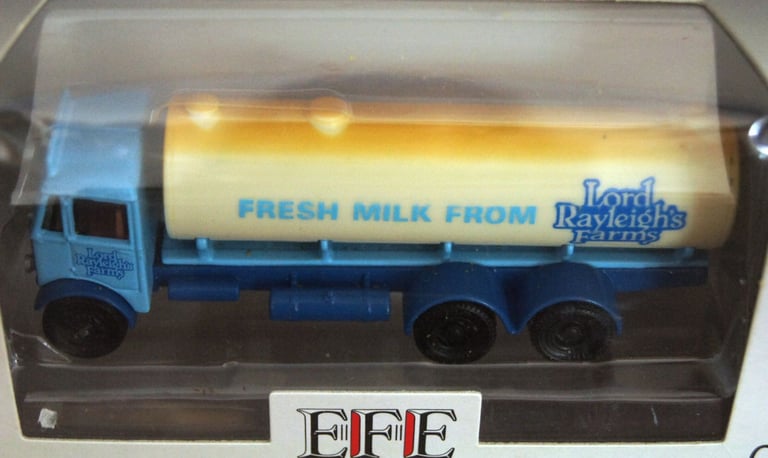 FRESH MILK FROM
Lord
Rayleigh's
Farms
Lord
Rayleigh's
Farms
EFE